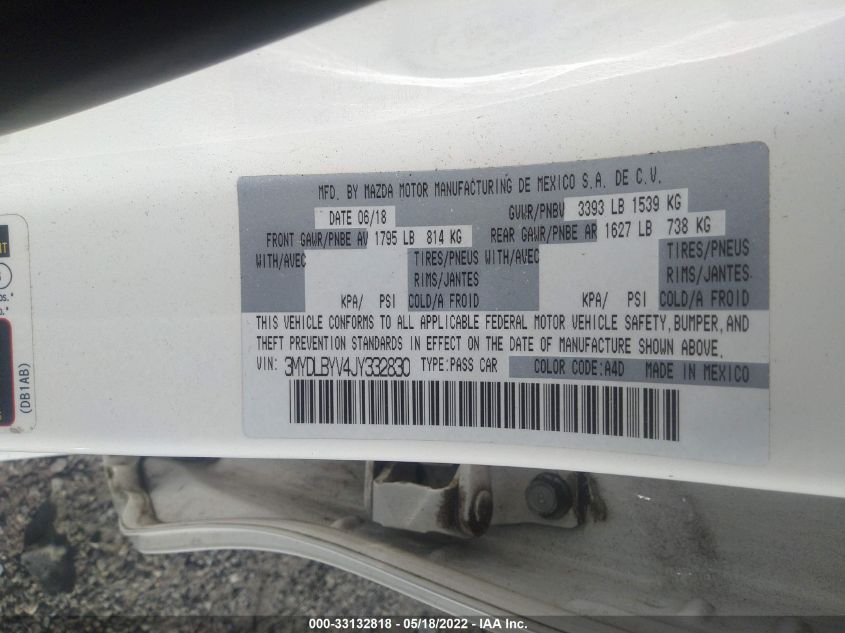 MFD. BY MAZDA MOTOR MANUFACTURING DE MEXICO S.A. DE C.V.
DATE 06/18 GVWR/PNBV 3393 LB 1539 KG
FRONT GAWR/PNBE AV 1795 LB 814 KG REAR GAWR/PNBE AR 1627 LB 738 KG
WITH/AVEC TIRES/PNEUS WITH/AVEC TIRES/PNEUS
RIMS/JANTES RIMS/JANTES
KPA/ PSI COLD/A FROID KPA/ PSI COLD/A FROID
THIS VEHICLE CONFORMS TO ALL APPLICABLE FEDERAL MOTOR VEHICLE SAFETY, BUMPER, AND
THEFT PREVENTION STANDARDS IN EFFECT ON THE DATE OF MANUFACTURE SHOWN ABOVE.
VIN: 3MYDLBYV4JY332830 TYPE:PASS CAR COLOR CODE:A4D MADE IN MEXICO
(DB1AB)
000-33132818 - 05/18/2022 - IAA Inc.